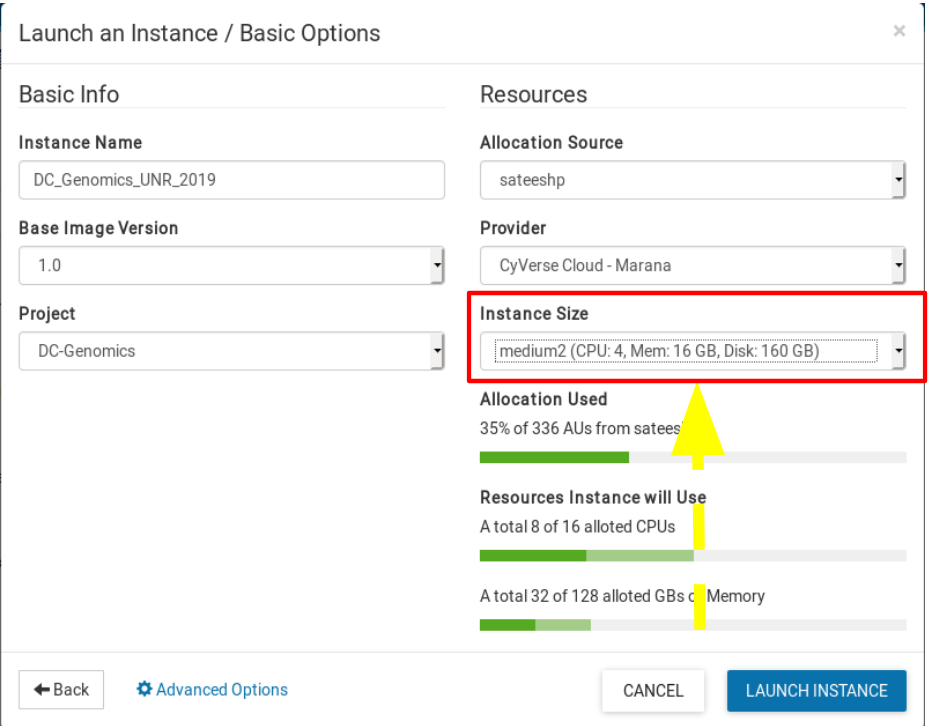 Launch an Instance / Basic Options
×
Basic Info
Instance Name
DC_Genomics_UNR_2019
Base Image Version
1.0
Project
DC-Genomics
Resources
Allocation Source
sateeshp
Provider
CyVerse Cloud - Marana
Instance Size
medium2 (CPU: 4, Mem: 16 GB, Disk: 160 GB)
Allocation Used
35% of 336 AUs from
Resources Instance will Use
A total 8 of 16 alloted CPUs
A total 32 of 128 alloted GBs Memory
Back
Advanced Options
CANCEL
LAUNCH INSTANCE